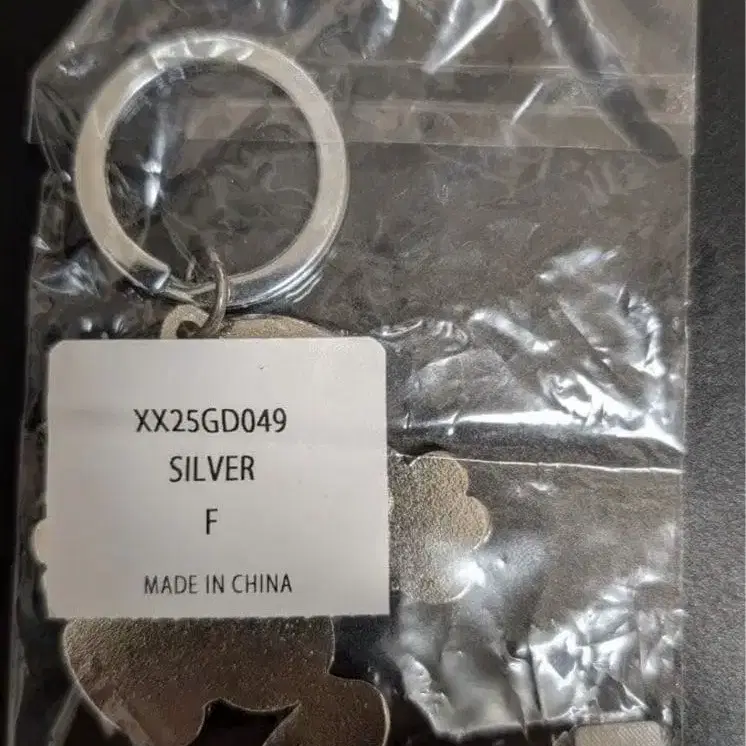 XX25GD049
SILVER
F
MADE IN CHINA